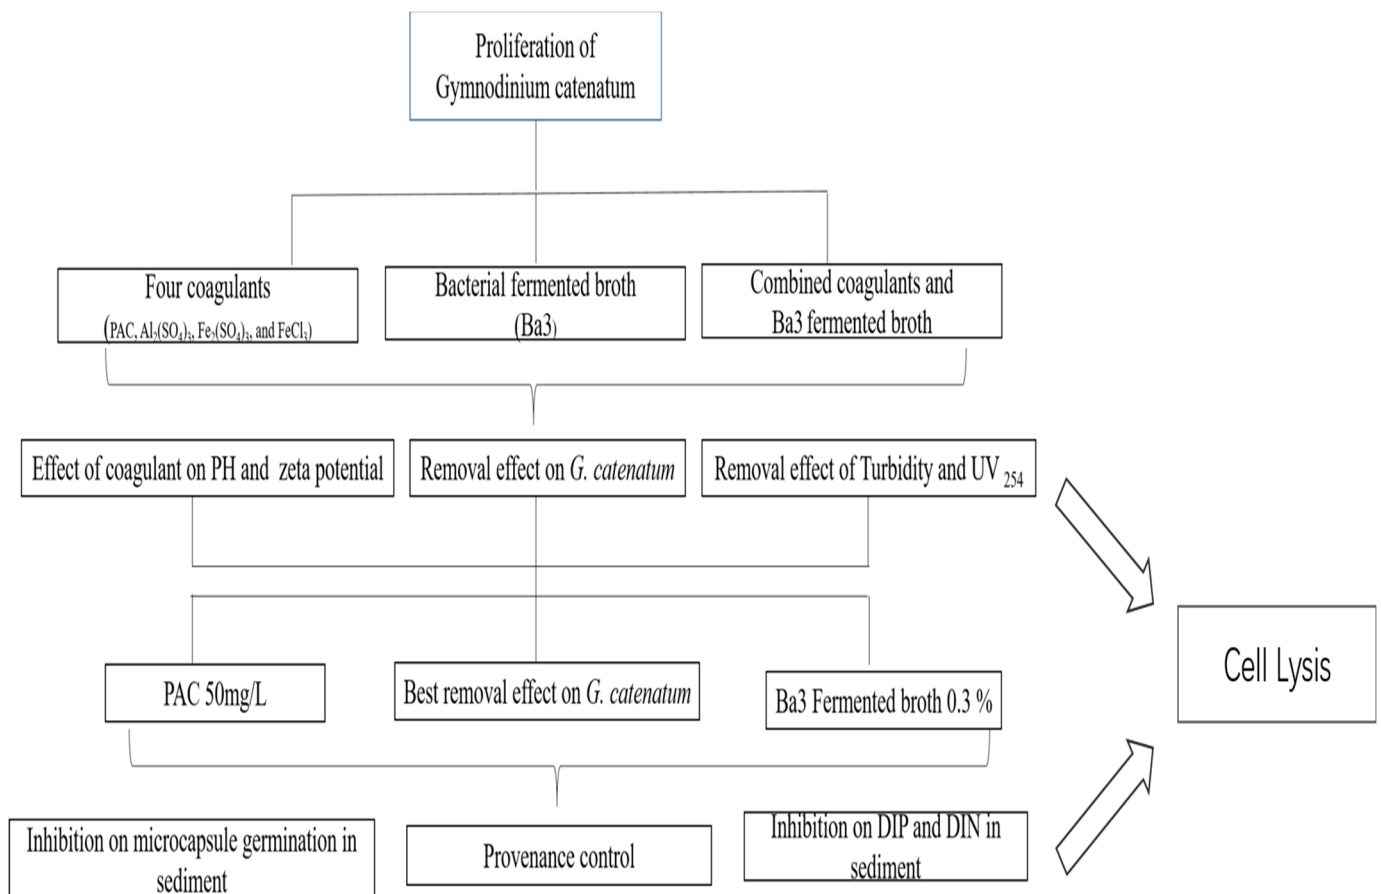 Proliferation of
Gymnodinium catenatum
Four coagulants
(PAC, Al₂(SO₄)₃, Fe₂(SO₄)₃, and FeCl₃)
Bacterial fermented broth
(Ba3)
Combined coagulants and
Ba3 fermented broth
Effect of coagulant on PH and zeta potential
Removal effect on G. catenatum
Removal effect of Turbidity and UV 254
Cell Lysis
PAC 50mg/L
Best removal effect on G. catenatum
Ba3 Fermented broth 0.3 %
Inhibition on microcapsule germination in
sediment
Provenance control
Inhibition on DIP and DIN in
sediment